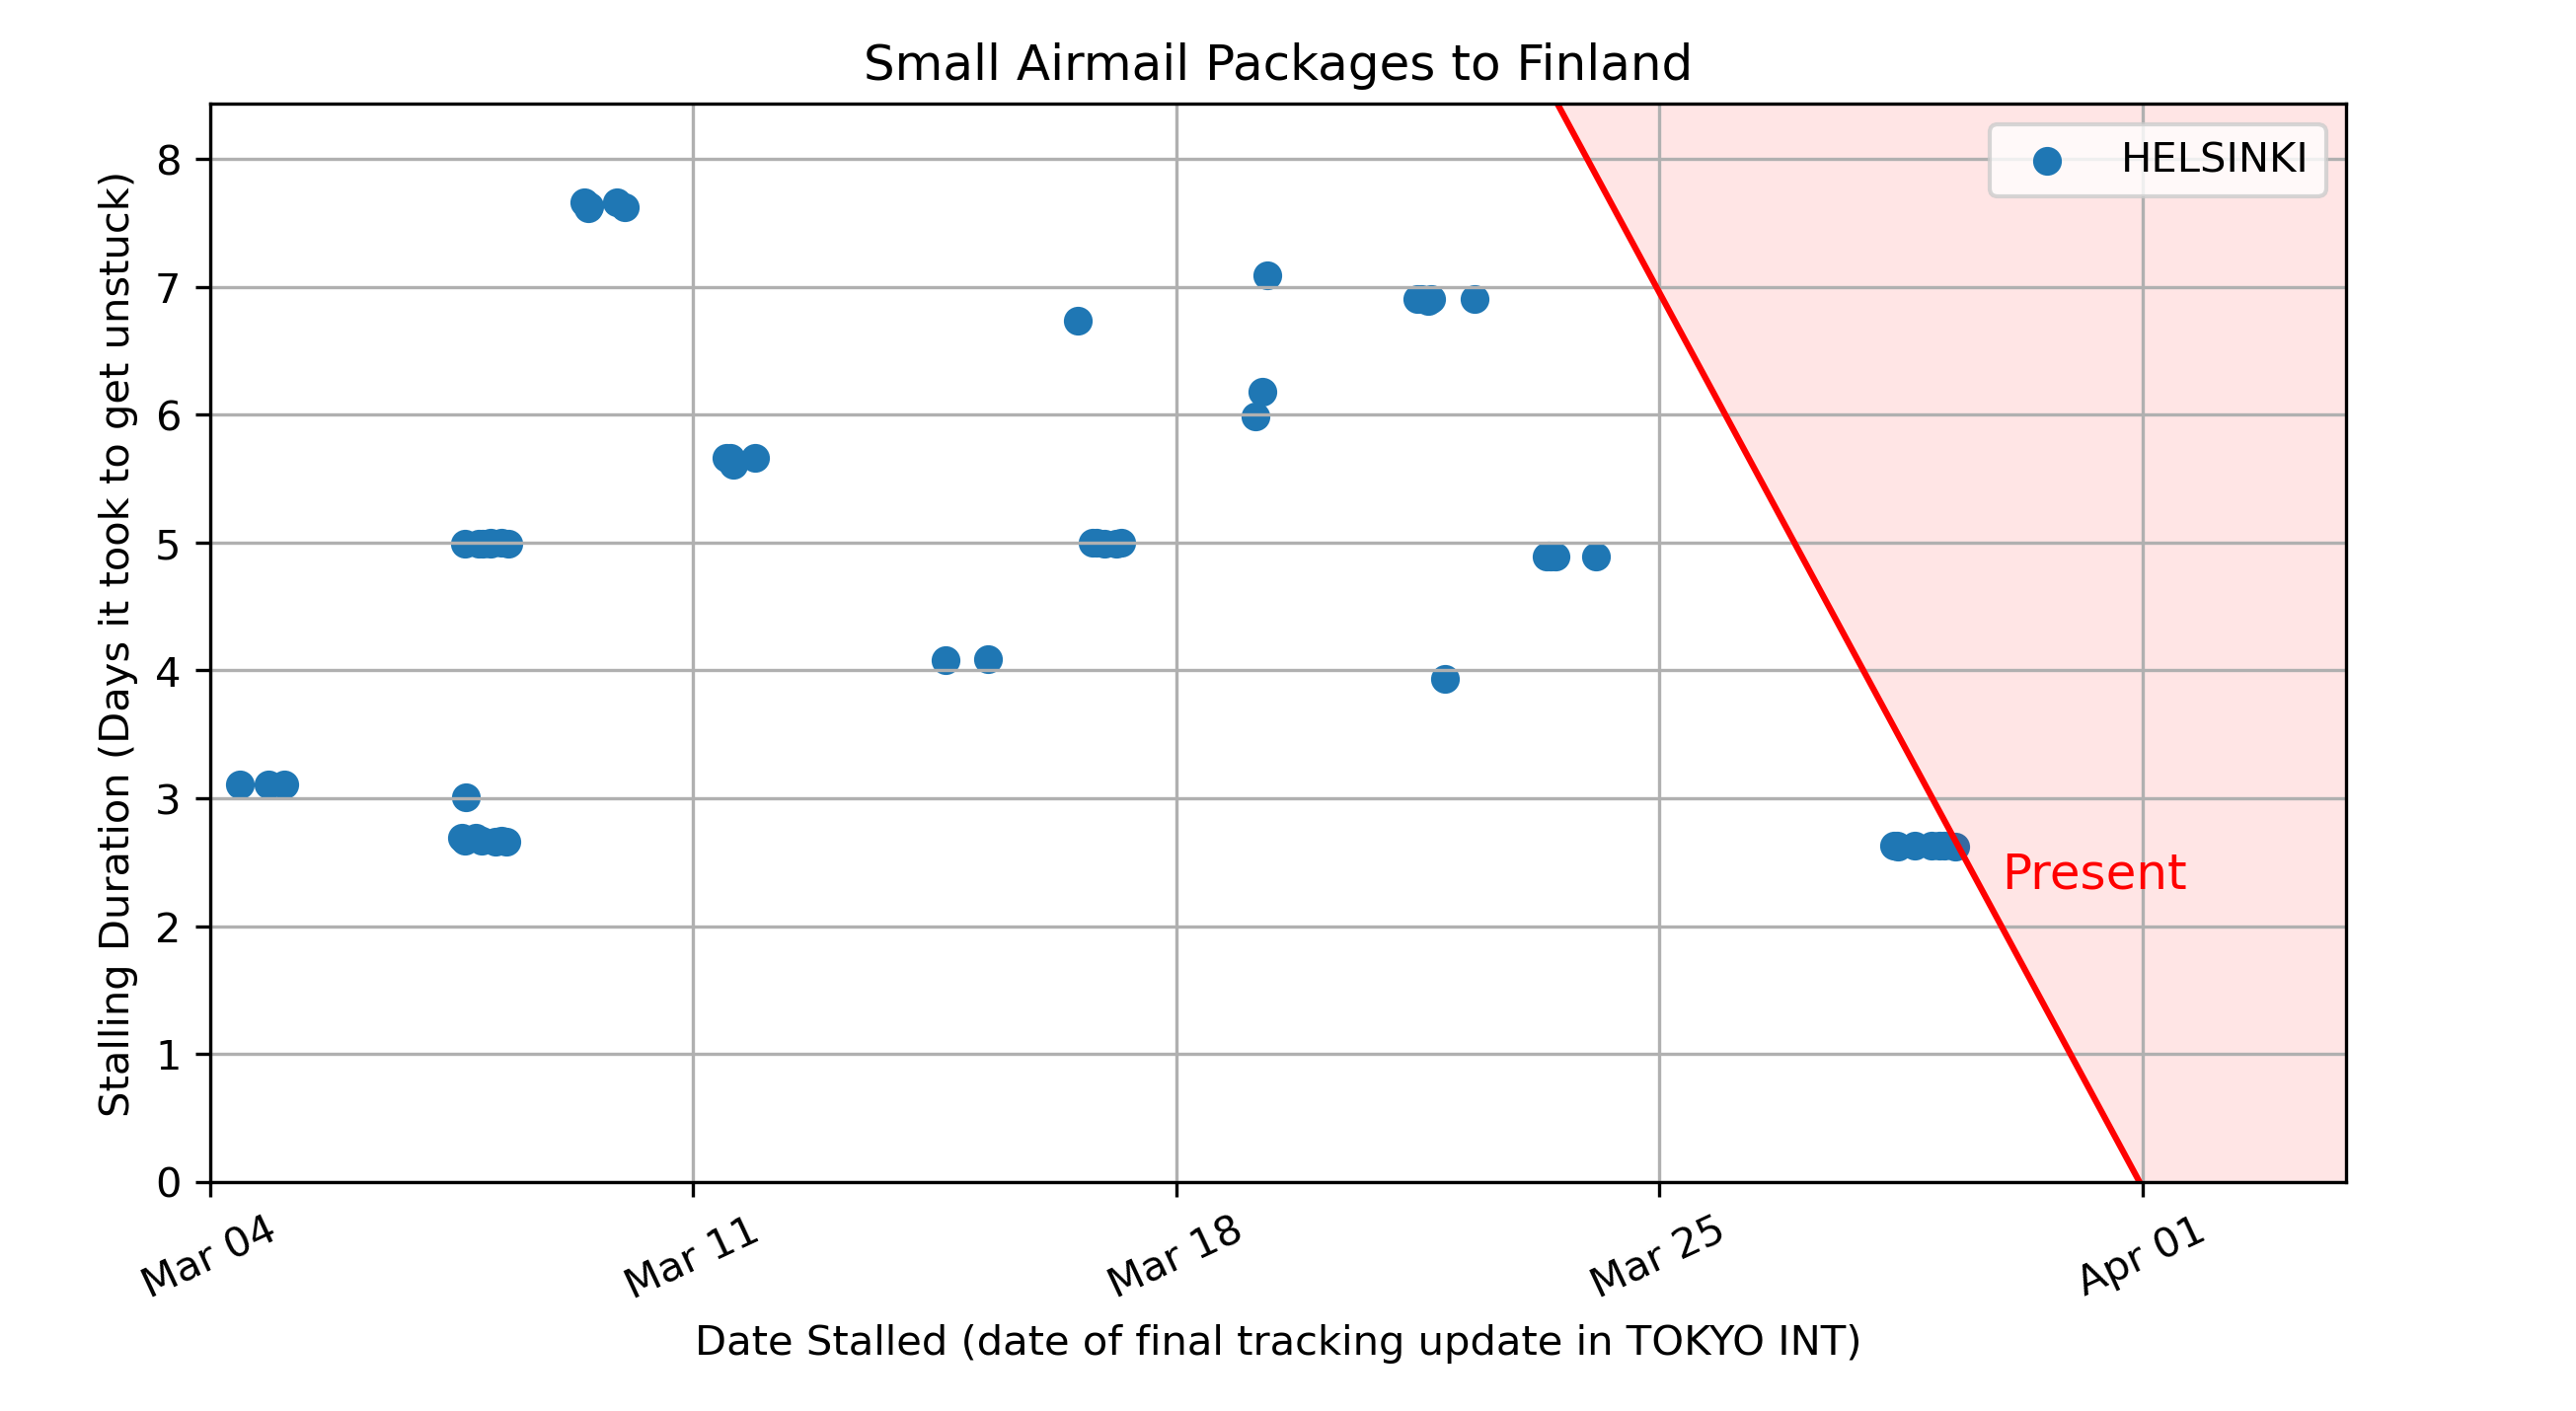 Small Airmail Packages to Finland
HELSINKI
Stalling Duration (Days it took to get unstuck)
8
7
6
5
4
3
2
1
0
Present
Mar 04
Mar 11
Mar 18
Mar 25
Apr 01
Date Stalled (date of final tracking update in TOKYO INT)